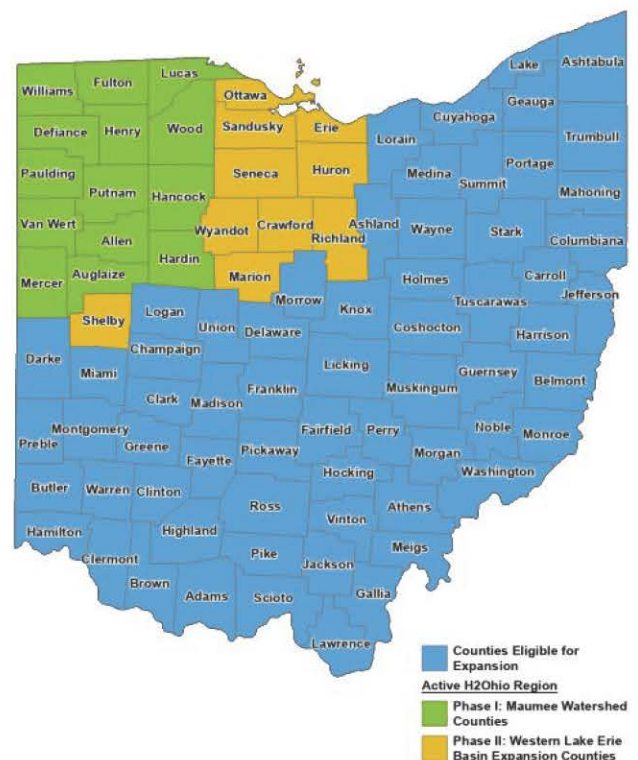 Lake
Ashtabula
Lucas
Fulton
Williams
Geauga
Ottawa
Cuyahoga
Sandusky
Erie
Defiance
Henry
Wood
Lorain
Trumbull
Portage
Medina
Summit
Seneca
Huron
Paulding
Putnam
Hancock
Mahoning
Van Wert
Wyandot
Crawford
Richland
Ashland
Wayne
Stark
Columbiana
Allen
Hardin
Mercer
Auglaize
Marion
Morrow
Holmes
Carroll
Tuscarawas
Jefferson
Shelby
Logan
Union
Delaware
Knox
Coshocton
Harrison
Darke
Miami
Champaign
Licking
Guernsey
Belmont
Clark
Madison
Franklin
Muskingum
Preble
Montgomery
Greene
Fayette
Pickaway
Fairfield
Perry
Morgan
Noble
Monroe
Washington
Hocking
Butler
Warren
Clinton
Ross
Athens
Vinton
Hamilton
Highland
Meigs
Clermont
Pike
Jackson
Brown
Adams
Scioto
Gallia
Lawrence
Counties Eligible for
Expansion
Active H2Ohio Region
Phase I: Maumee Watershed
Counties
Phase II: Western Lake Erie
Basin Expansion Counties